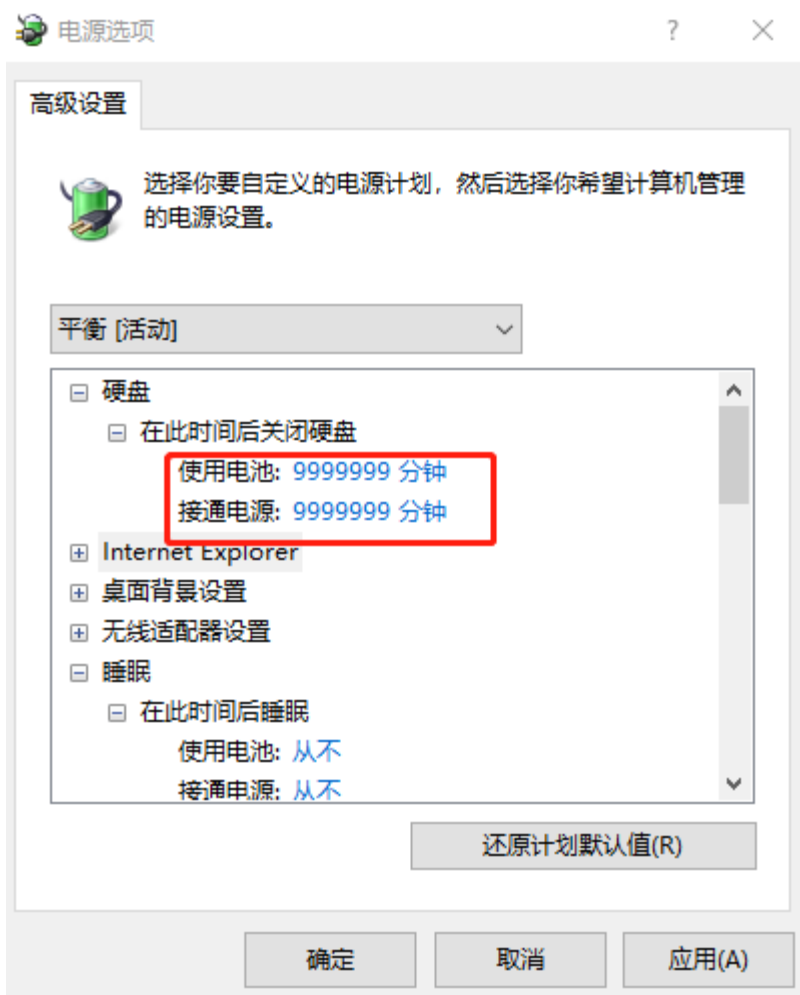 电源选项
高级设置
选择你要自定义的电源计划，然后选择你希望计算机管理
的电源设置。
平衡 [活动]
硬盘
在此时间后关闭硬盘
使用电池: 9999999 分钟
接通电源: 9999999 分钟
Internet Explorer
桌面背景设置
无线适配器设置
睡眠
在此时间后睡眠
使用电池: 从不
接通电源: 从不
还原计划默认值(R)
确定 取消 应用(A)